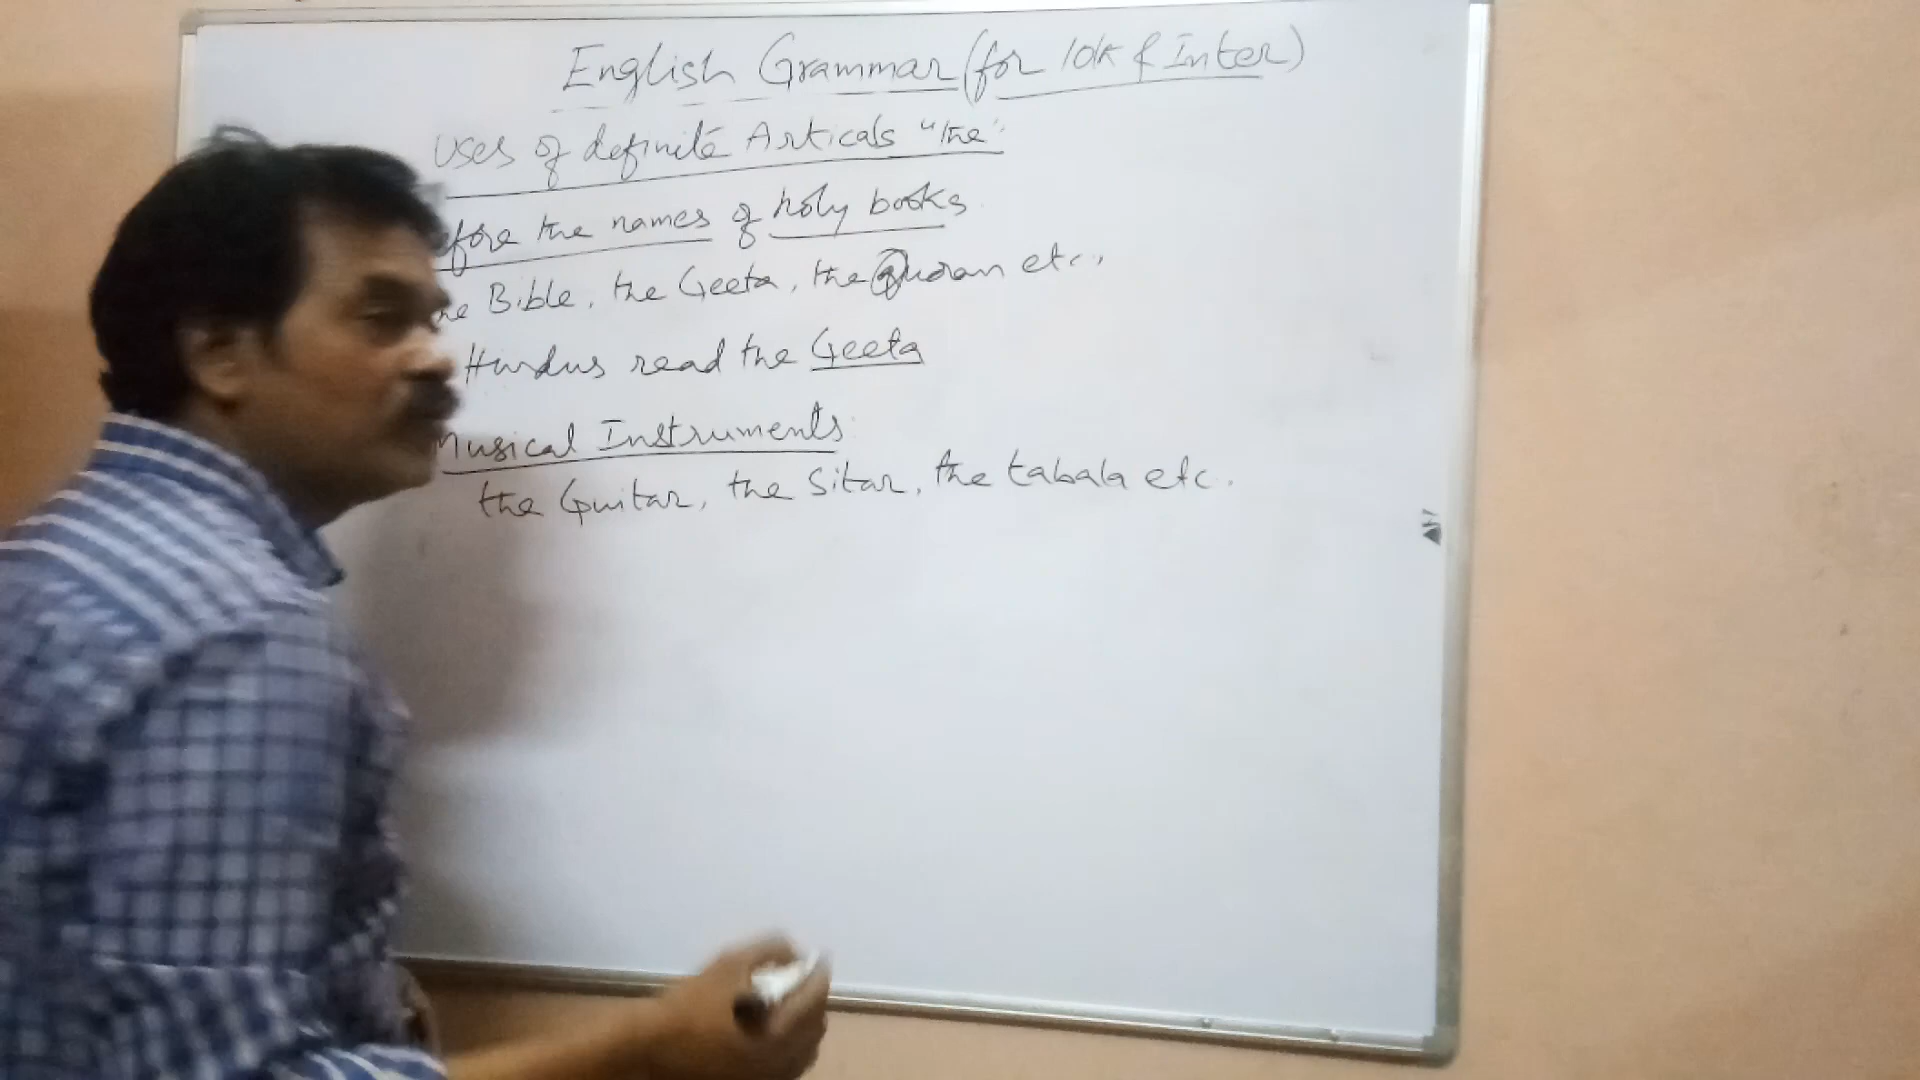 English Grammar (for 10th & Inter)
Uses of definite Articals "the"
efore the names of holy books
he Bible, the Geeta, the Quran etc.,
Hindus read the Geeta
Musical Instruments
the Guitar, the Sitar, the tabala etc.